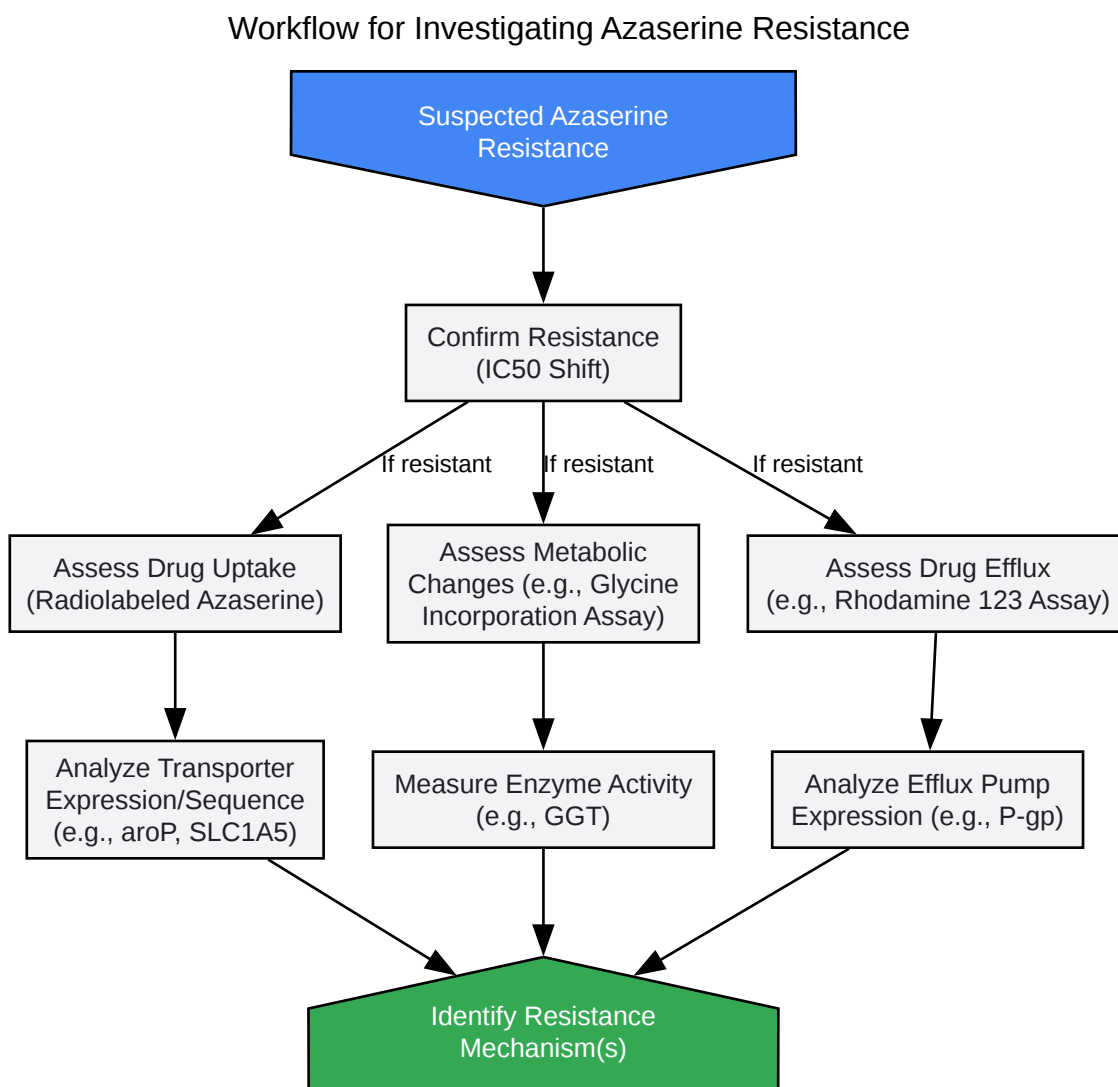 Workflow for Investigating Azaserine Resistance
Suspected Azaserine
Resistance
Confirm Resistance
(IC50 Shift)
If resistant
If resistant
If resistant
Assess Drug Uptake
(Radiolabeled Azaserine)
Assess Metabolic
Changes (e.g., Glycine
Incorporation Assay)
Assess Drug Efflux
(e.g., Rhodamine 123 Assay)
Analyze Transporter
Expression/Sequence
(e.g., aroP, SLC1A5)
Measure Enzyme Activity
(e.g., GGT)
Analyze Efflux Pump
Expression (e.g., P-gp)
Identify Resistance
Mechanism(s)